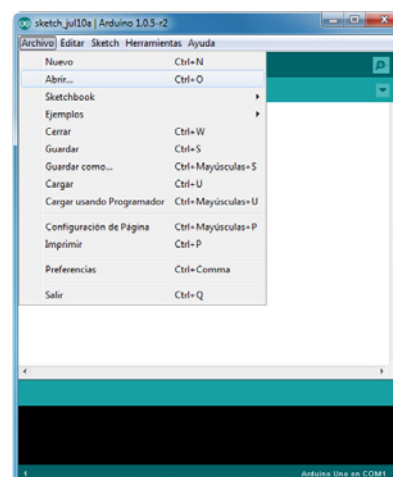 sketch_jul10a | Arduino 1.0.5-r2
Archivo Editar Sketch Herramientas Ayuda
Nuevo Ctrl+N
Abrir... Ctrl+O
Sketchbook
Ejemplos
Cerrar Ctrl+W
Guardar Ctrl+S
Guardar como... Ctrl+Mayúsculas+S
Cargar Ctrl+U
Cargar usando Programador Ctrl+Mayúsculas+U
Configuración de Página Ctrl+Mayúsculas+P
Imprimir Ctrl+P
Preferencias Ctrl+Comma
Salir Ctrl+Q
1 Arduino Uno en COM1